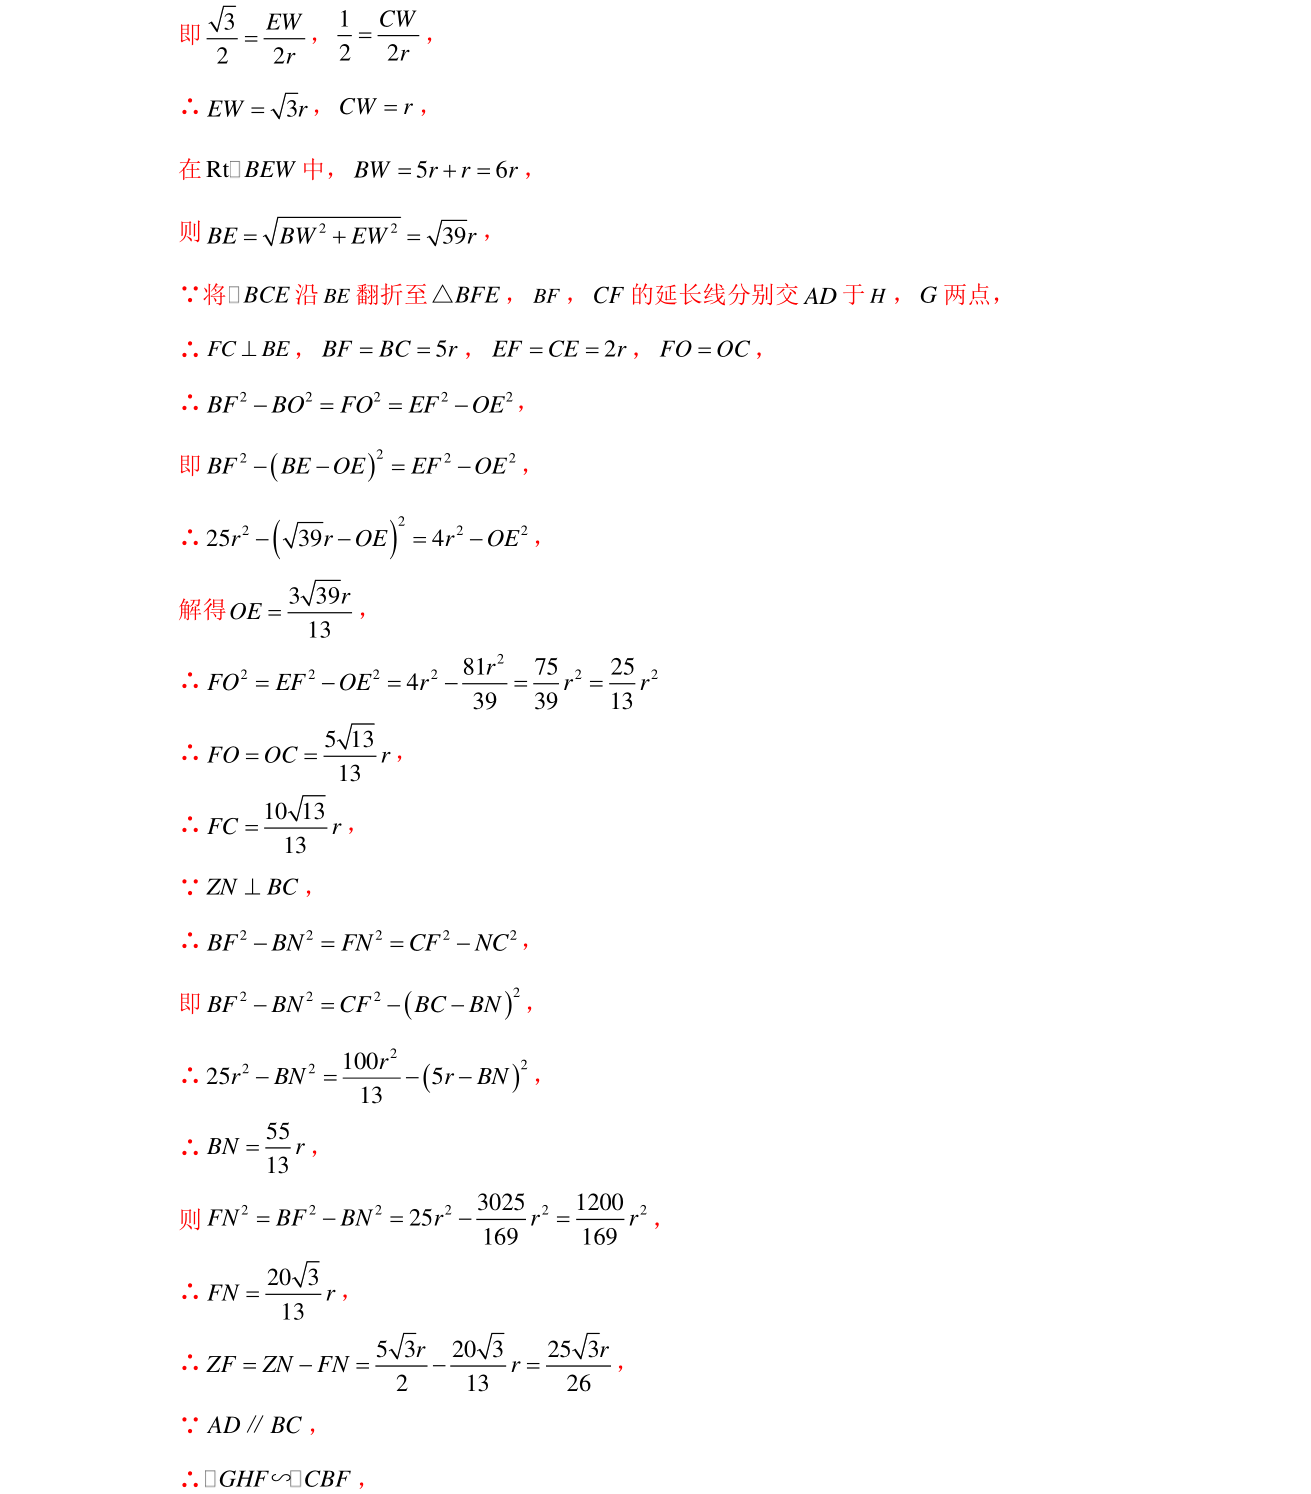 即 √3/2 = EW/2r， 1/2 = CW/2r，
∴ EW = √3r， CW = r，
在 Rt□BEW 中， BW = 5r + r = 6r，
则 BE = √(BW² + EW²) = √39r，
∵将□BCE 沿 BE 翻折至△BFE， BF， CF 的延长线分别交 AD 于 H， G 两点，
∴ FC ⊥ BE， BF = BC = 5r， EF = CE = 2r， FO = OC，
∴ BF² − BO² = FO² = EF² − OE²，
即 BF² − (BE − OE)² = EF² − OE²，
∴ 25r² − (√39r − OE)² = 4r² − OE²，
解得 OE = 3√39r/13，
∴ FO² = EF² − OE² = 4r² − 81r²/39 = 75/39 r² = 25/13 r²
∴ FO = OC = 5√13/13 r，
∴ FC = 10√13/13 r，
∵ ZN ⊥ BC，
∴ BF² − BN² = FN² = CF² − NC²，
即 BF² − BN² = CF² − (BC − BN)²，
∴ 25r² − BN² = 100r²/13 − (5r − BN)²，
∴ BN = 55/13 r，
则 FN² = BF² − BN² = 25r² − 3025/169 r² = 1200/169 r²，
∴ FN = 20√3/13 r，
∴ ZF = ZN − FN = 5√3r/2 − 20√3/13 r = 25√3r/26，
∵ AD // BC，
∴ □GHF∽□CBF，